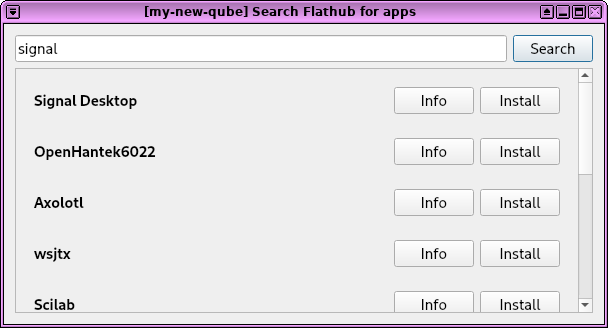 [my-new-qube] Search Flathub for apps
signal Search
Signal Desktop Info Install
OpenHantek6022 Info Install
Axolotl Info Install
wsjtx Info Install
Scilab Info Install